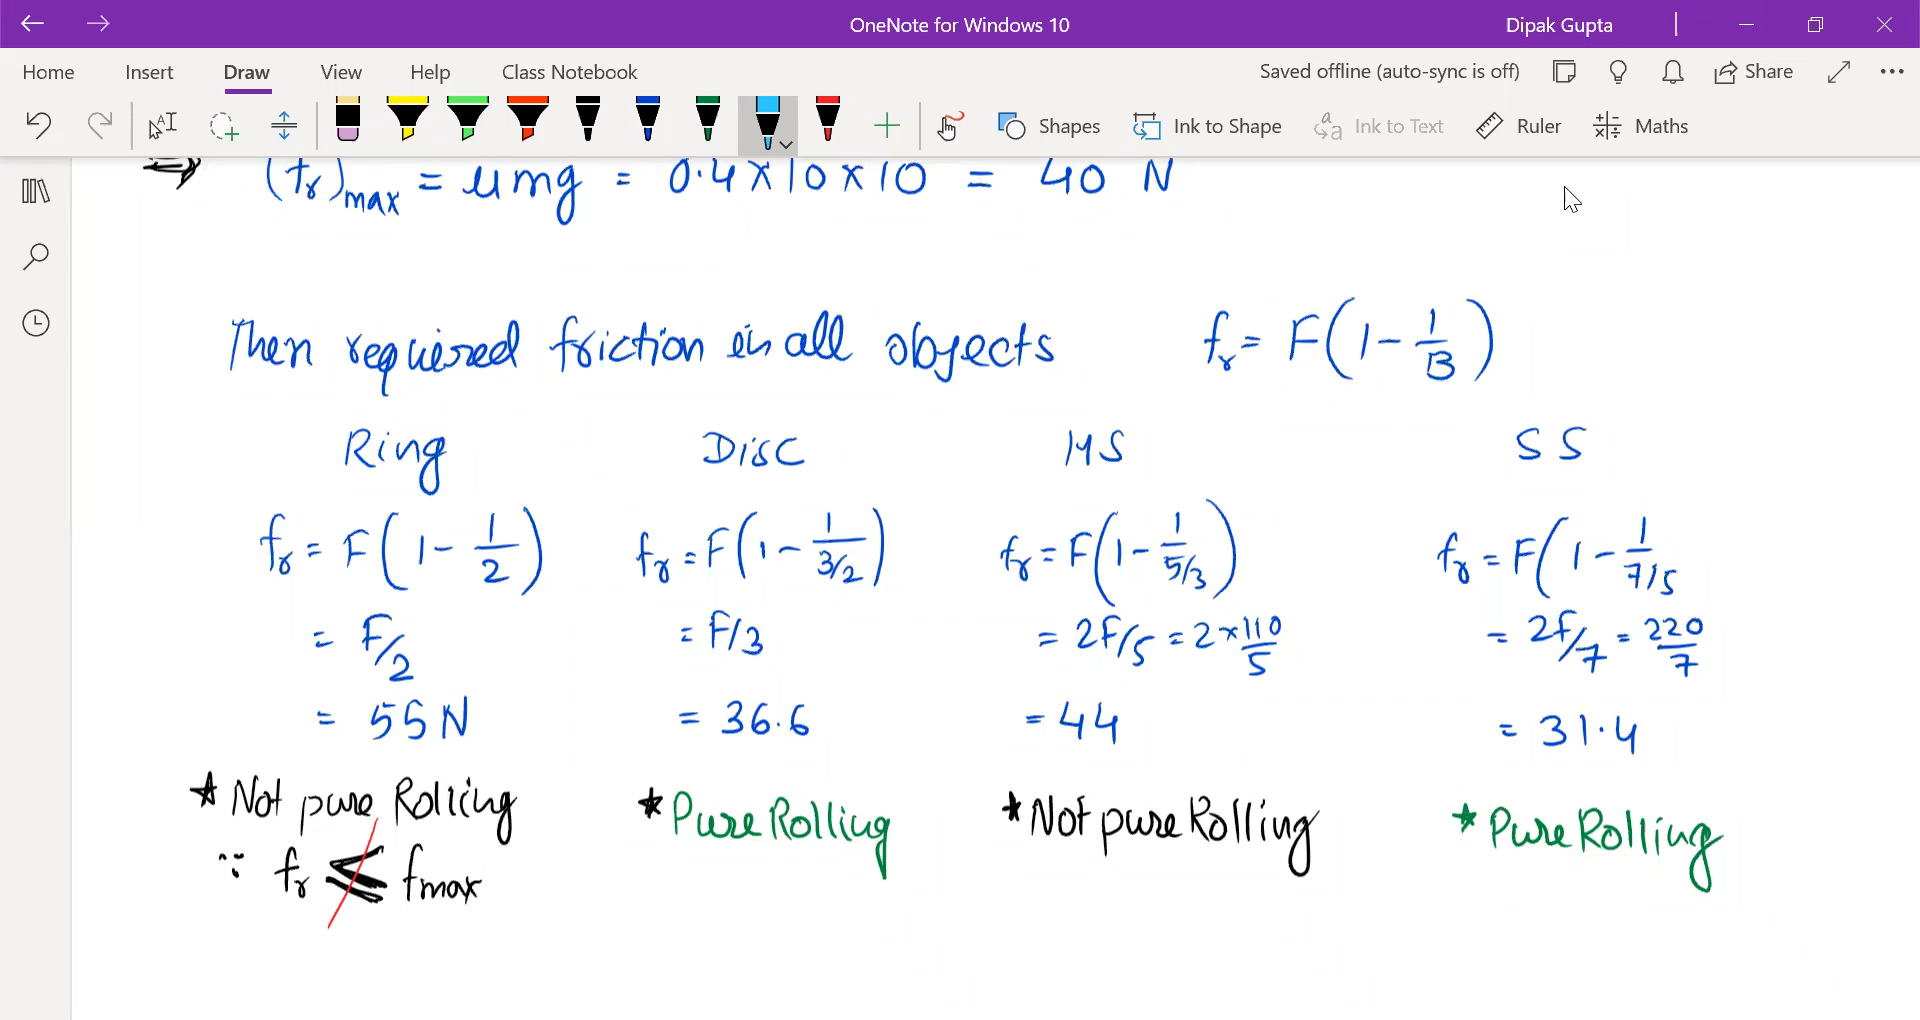 OneNote for Windows 10
Dipak Gupta
Home Insert Draw View Help Class Notebook
Saved offline (auto-sync is off) Share
Shapes Ink to Shape Ink to Text Ruler Maths
⇒ (fr)max = μmg = 0.4×10×10 = 40 N
Then required friction in all objects fr = F(1 - 1/B)
Ring Disc HS SS
fr = F(1 - 1/2) fr = F(1 - 1/(3/2)) fr = F(1 - 1/(5/3)) fr = F(1 - 1/(7/5)
= F/2 = F/3 = 2F/5 = 2×110/5 = 2F/7 = 220/7
= 55 N = 36.6 = 44 = 31.4
* Not pure Rolling * Pure Rolling * Not pure Rolling * Pure Rolling
∵ fr ≤ fmax